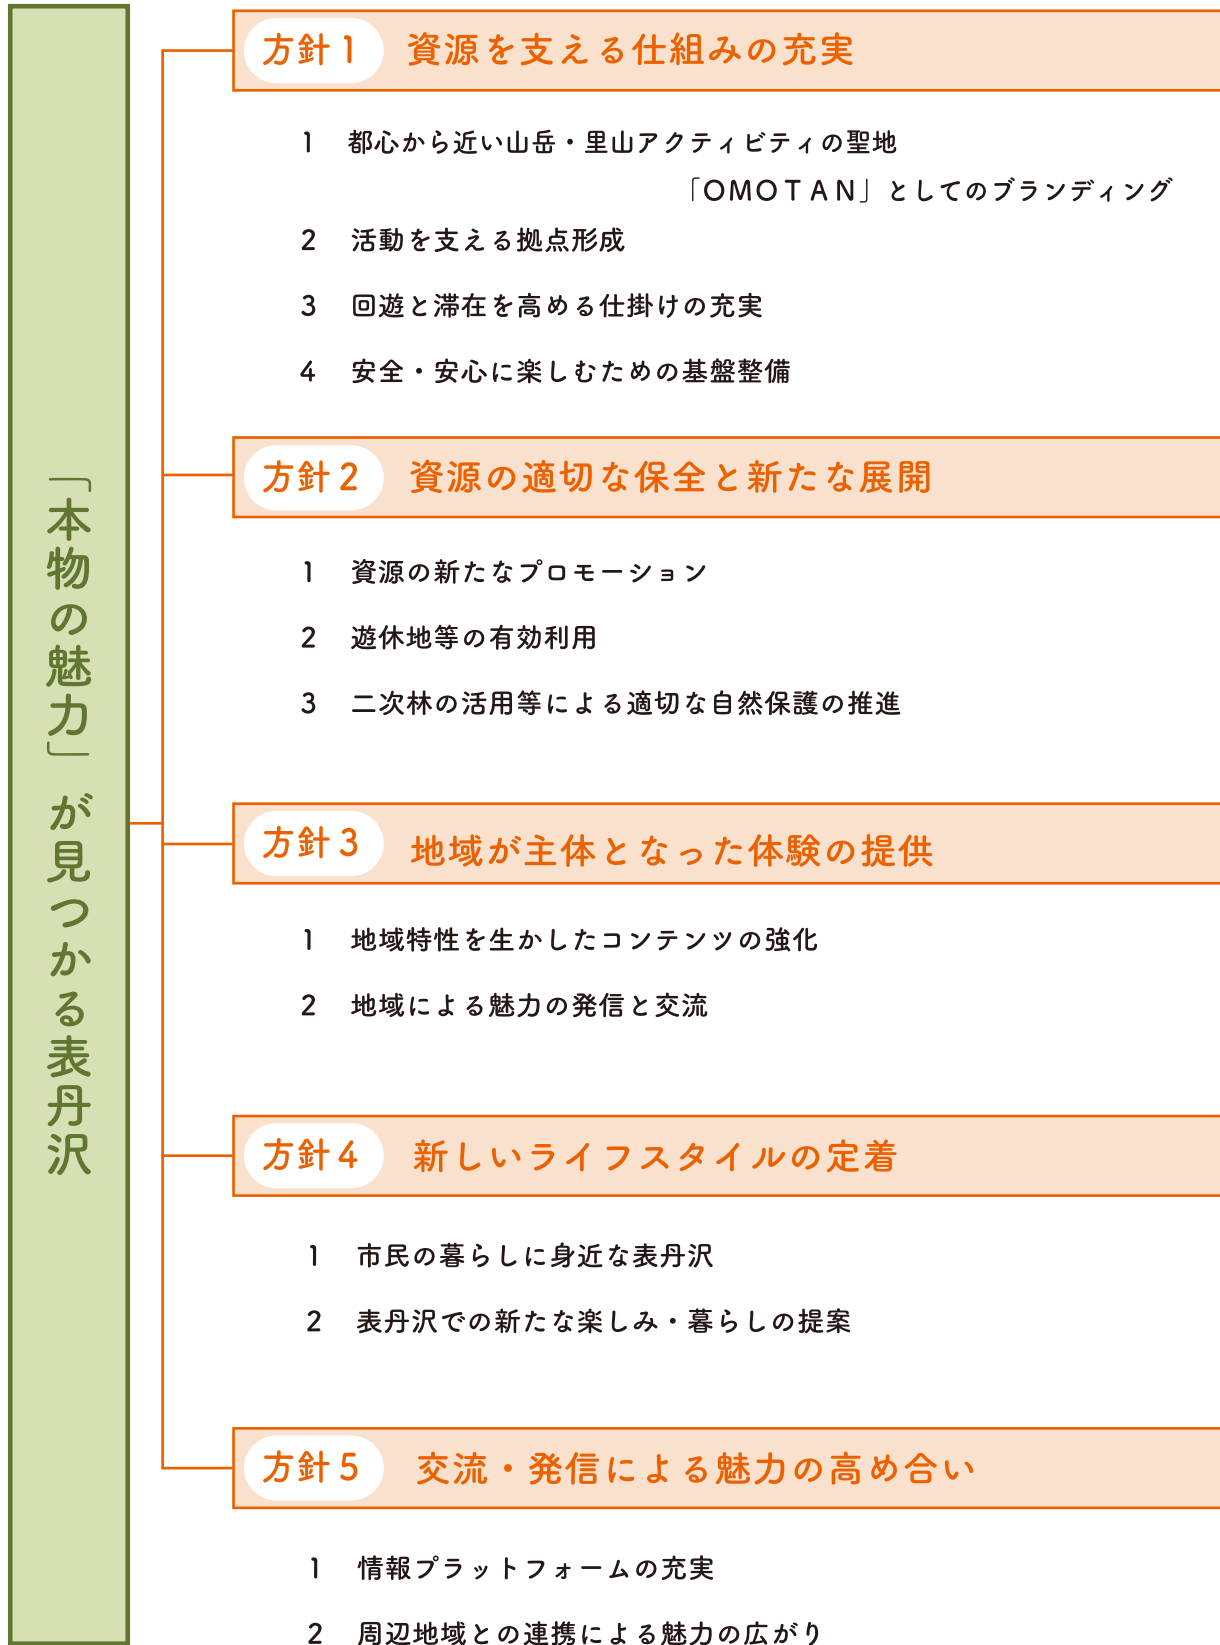 「本物の魅力」が見つかる表丹沢
方針1 資源を支える仕組みの充実
1 都心から近い山岳・里山アクティビティの聖地
「OMOTAN」としてのブランディング
2 活動を支える拠点形成
3 回遊と滞在を高める仕掛けの充実
4 安全・安心に楽しむための基盤整備
方針2 資源の適切な保全と新たな展開
1 資源の新たなプロモーション
2 遊休地等の有効利用
3 二次林の活用等による適切な自然保護の推進
方針3 地域が主体となった体験の提供
1 地域特性を生かしたコンテンツの強化
2 地域による魅力の発信と交流
方針4 新しいライフスタイルの定着
1 市民の暮らしに身近な表丹沢
2 表丹沢での新たな楽しみ・暮らしの提案
方針5 交流・発信による魅力の高め合い
1 情報プラットフォームの充実
2 周辺地域との連携による魅力の広がり